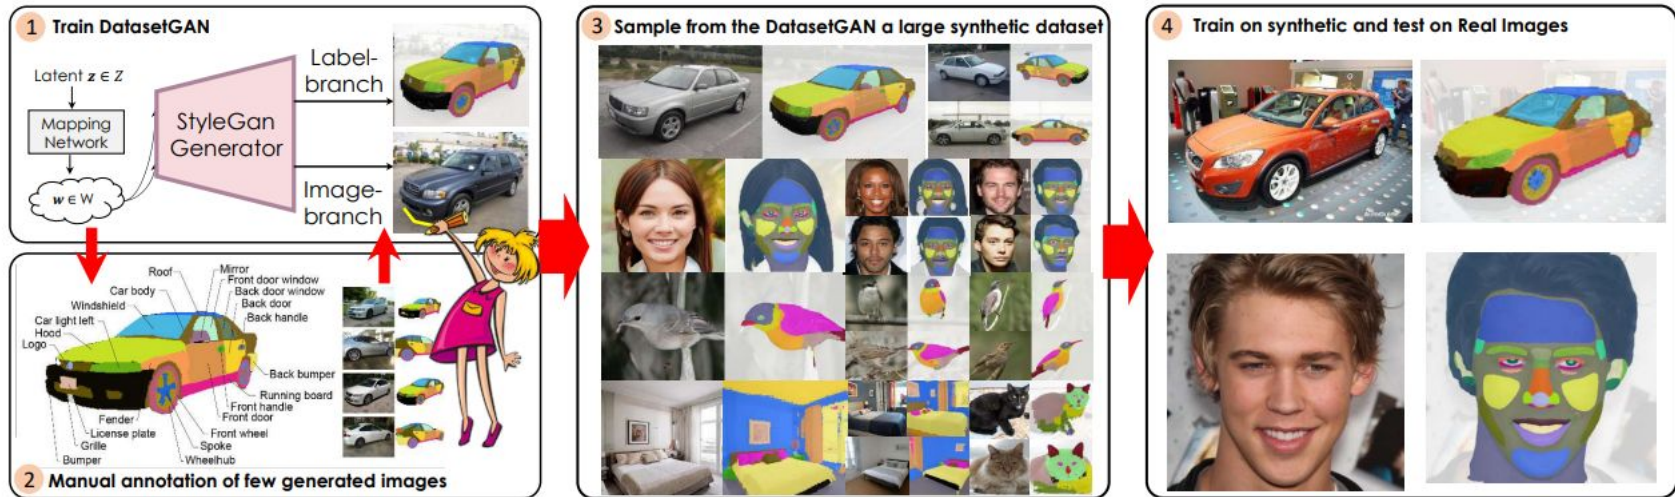 1 Train DatasetGAN
Latent z ∈ Z
Mapping
Network
w ∈ W
StyleGan
Generator
Label-
branch
Image-
branch
Roof
Mirror
Front door window
Car body
Back door window
Windshield
Back door
Back handle
Car light left
Hood
Logo
Back bumper
Running board
Front handle
Front door
Fender
License plate
Front wheel
Grille
Spoke
Bumper
Wheelhub
2 Manual annotation of few generated images
3 Sample from the DatasetGAN a large synthetic dataset
4 Train on synthetic and test on Real Images